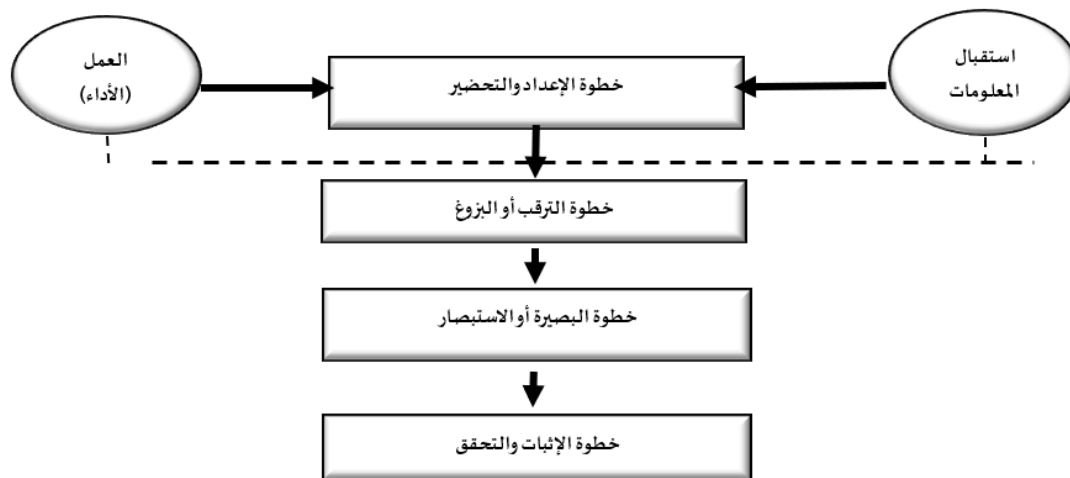 استقبال
المعلومات
خطوة الإعداد والتحضير
العمل
(الأداء)
خطوة الترقب أو البزوغ
خطوة البصيرة أو الاستبصار
خطوة الإثبات والتحقق